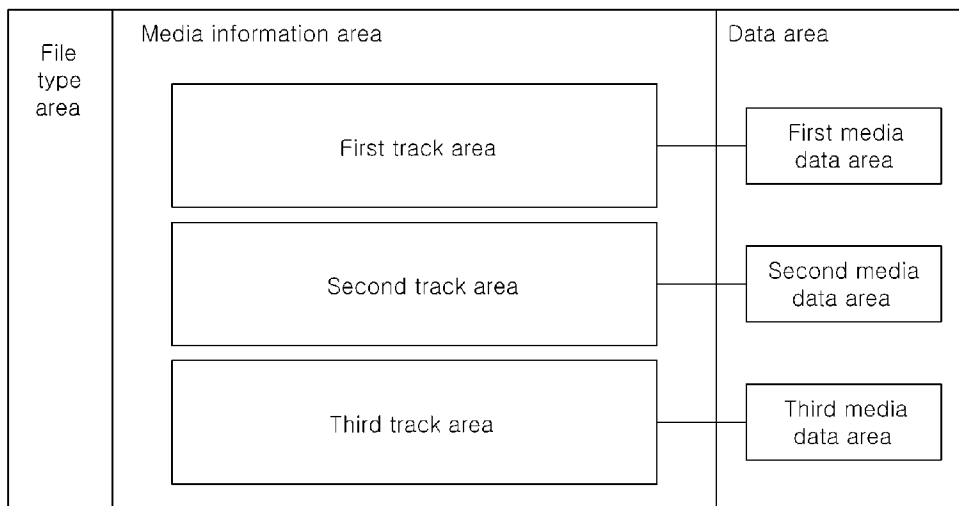 File
type
area
Media information area
First track area
Second track area
Third track area
Data area
First media
data area
Second media
data area
Third media
data area